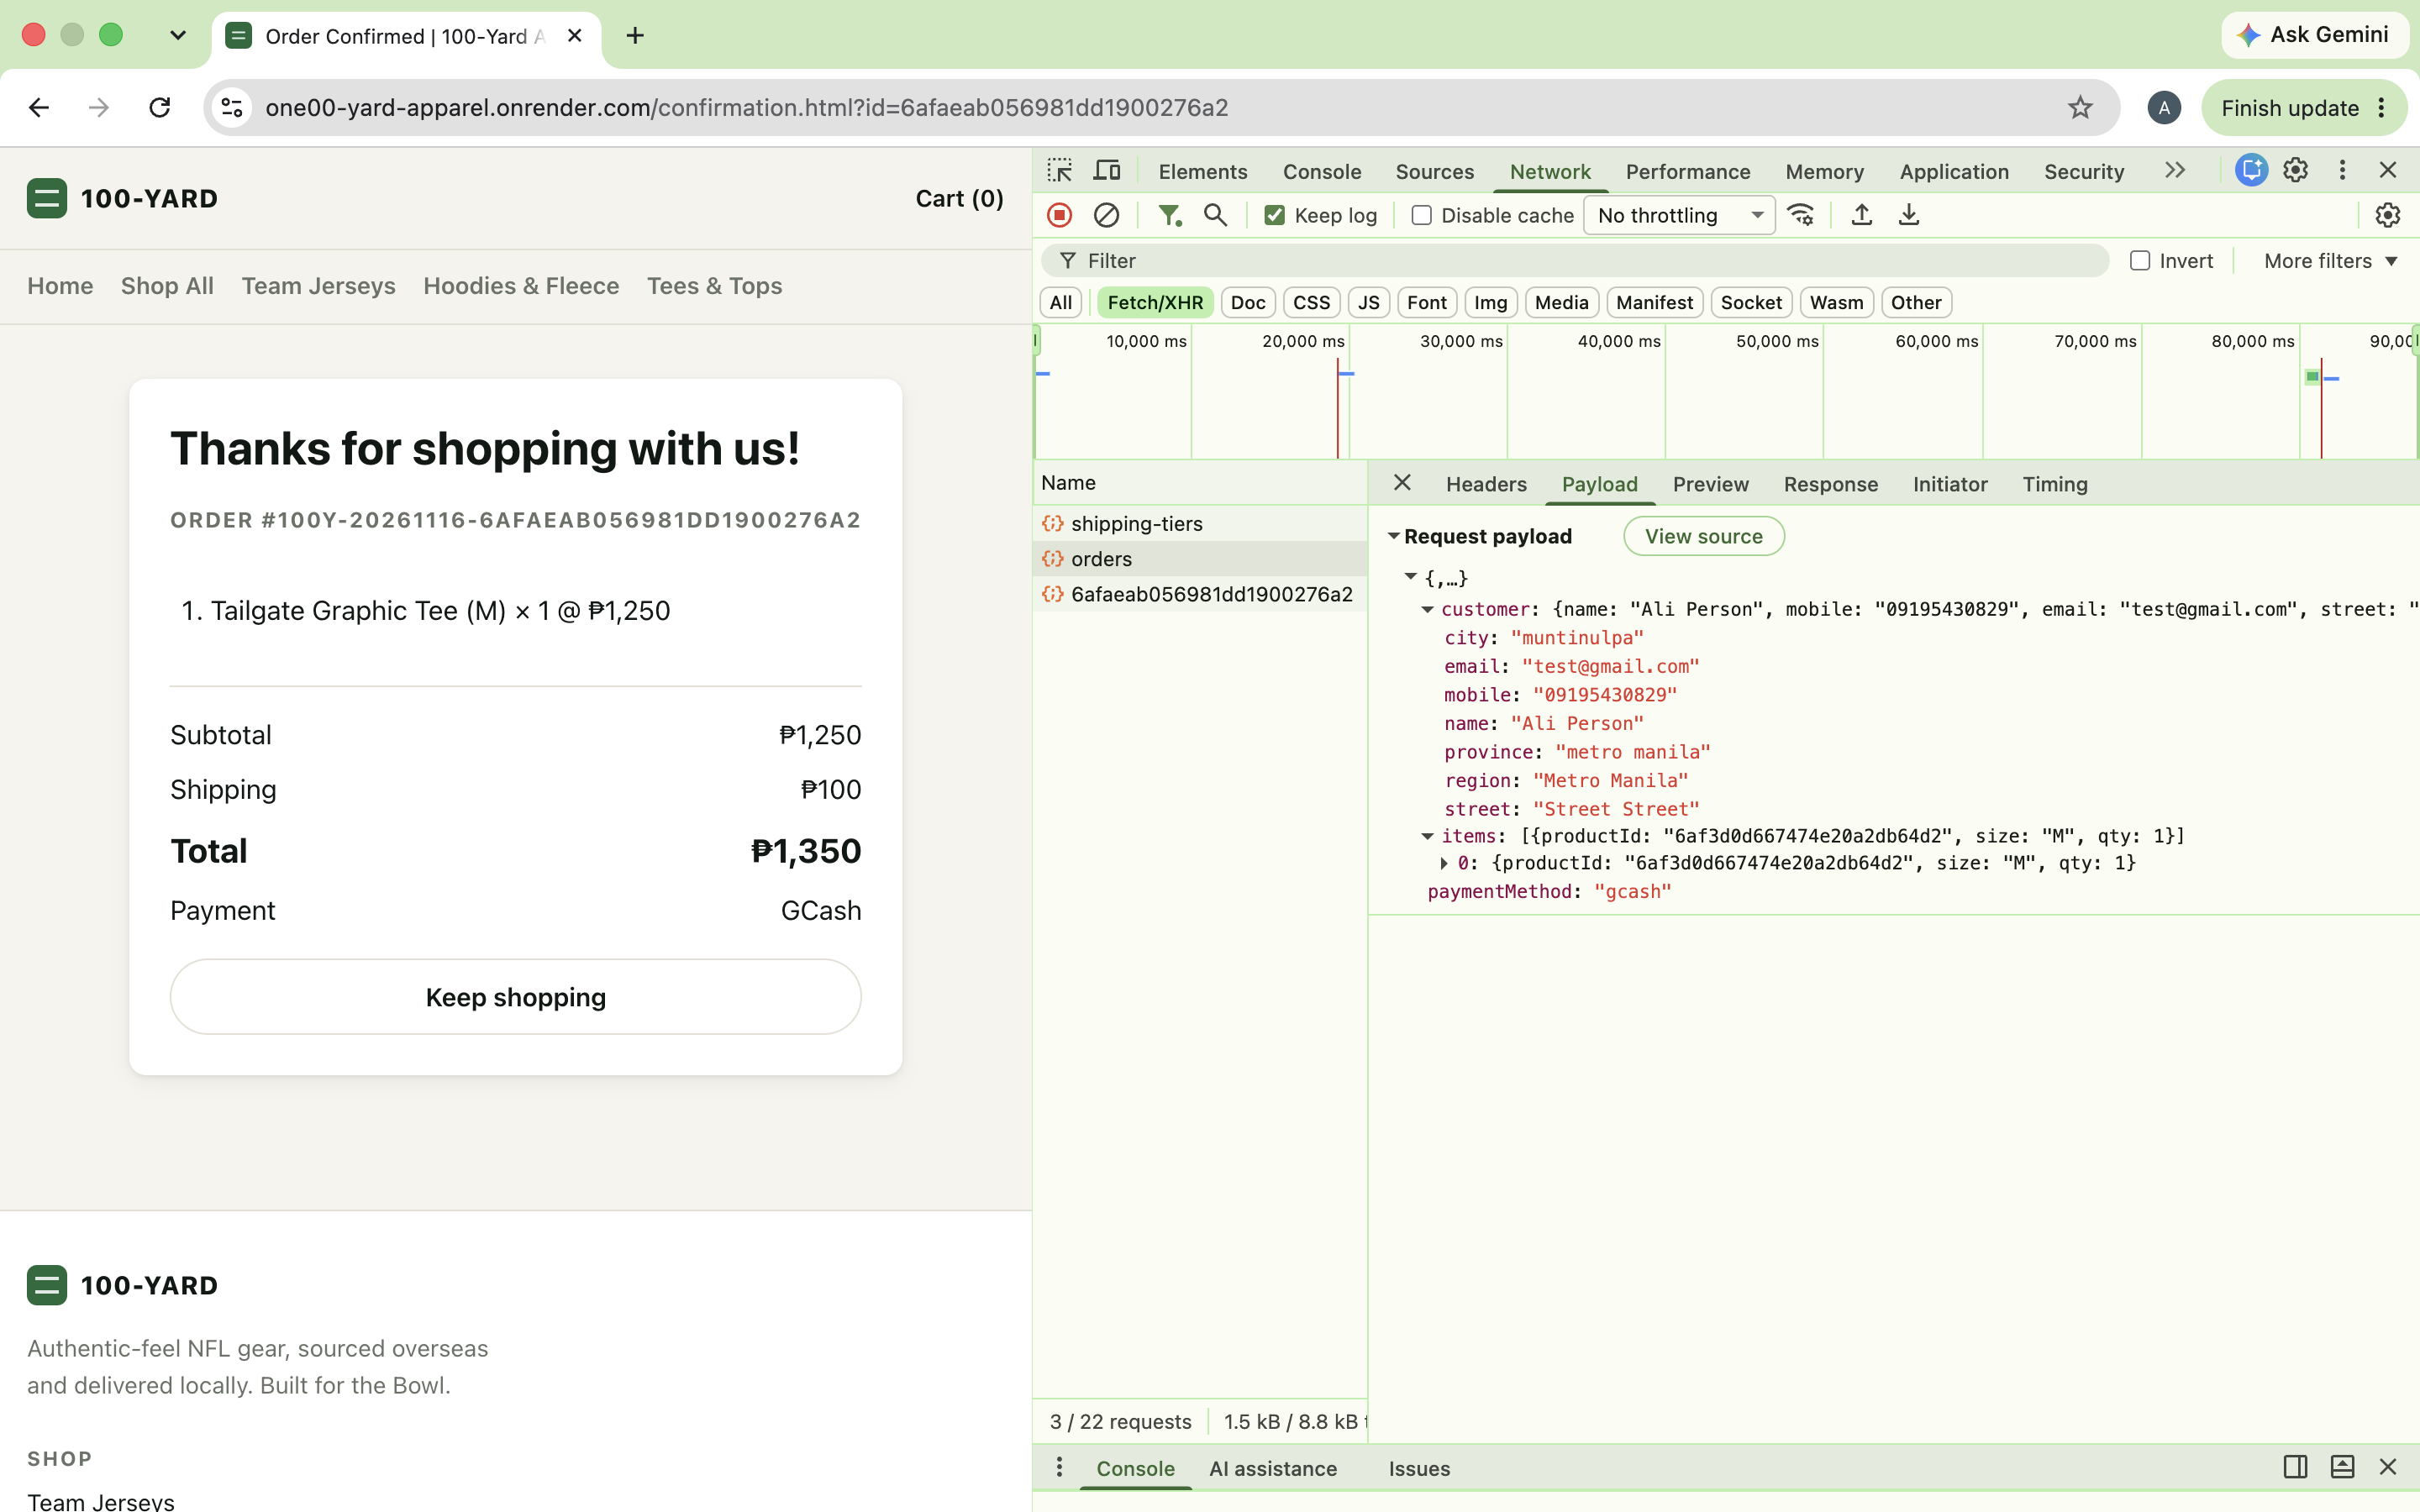 Order Confirmed | 100-Yard A
Ask Gemini
one00-yard-apparel.onrender.com/confirmation.html?id=6afaeab056981dd1900276a2
A
Finish update
100-YARD
Cart (0)
Home Shop All Team Jerseys Hoodies & Fleece Tees & Tops
Thanks for shopping with us!
ORDER #100Y-20261116-6AFAEAB056981DD1900276A2
1. Tailgate Graphic Tee (M) × 1 @ ₱1,250
Subtotal ₱1,250
Shipping ₱100
Total ₱1,350
Payment GCash
Keep shopping
100-YARD
Authentic-feel NFL gear, sourced overseas
and delivered locally. Built for the Bowl.
SHOP
Team Jerseys
Elements Console Sources Network Performance Memory Application Security
Keep log Disable cache No throttling
Filter Invert More filters
All Fetch/XHR Doc CSS JS Font Img Media Manifest Socket Wasm Other
10,000 ms 20,000 ms 30,000 ms 40,000 ms 50,000 ms 60,000 ms 70,000 ms 80,000 ms 90,00
Name
shipping-tiers
orders
6afaeab056981dd1900276a2
Headers Payload Preview Response Initiator Timing
Request payload View source
{,…}
customer: {name: "Ali Person", mobile: "09195430829", email: "test@gmail.com", street: "
city: "muntinulpa"
email: "test@gmail.com"
mobile: "09195430829"
name: "Ali Person"
province: "metro manila"
region: "Metro Manila"
street: "Street Street"
items: [{productId: "6af3d0d667474e20a2db64d2", size: "M", qty: 1}]
0: {productId: "6af3d0d667474e20a2db64d2", size: "M", qty: 1}
paymentMethod: "gcash"
3 / 22 requests 1.5 kB / 8.8 kB t
Console AI assistance Issues